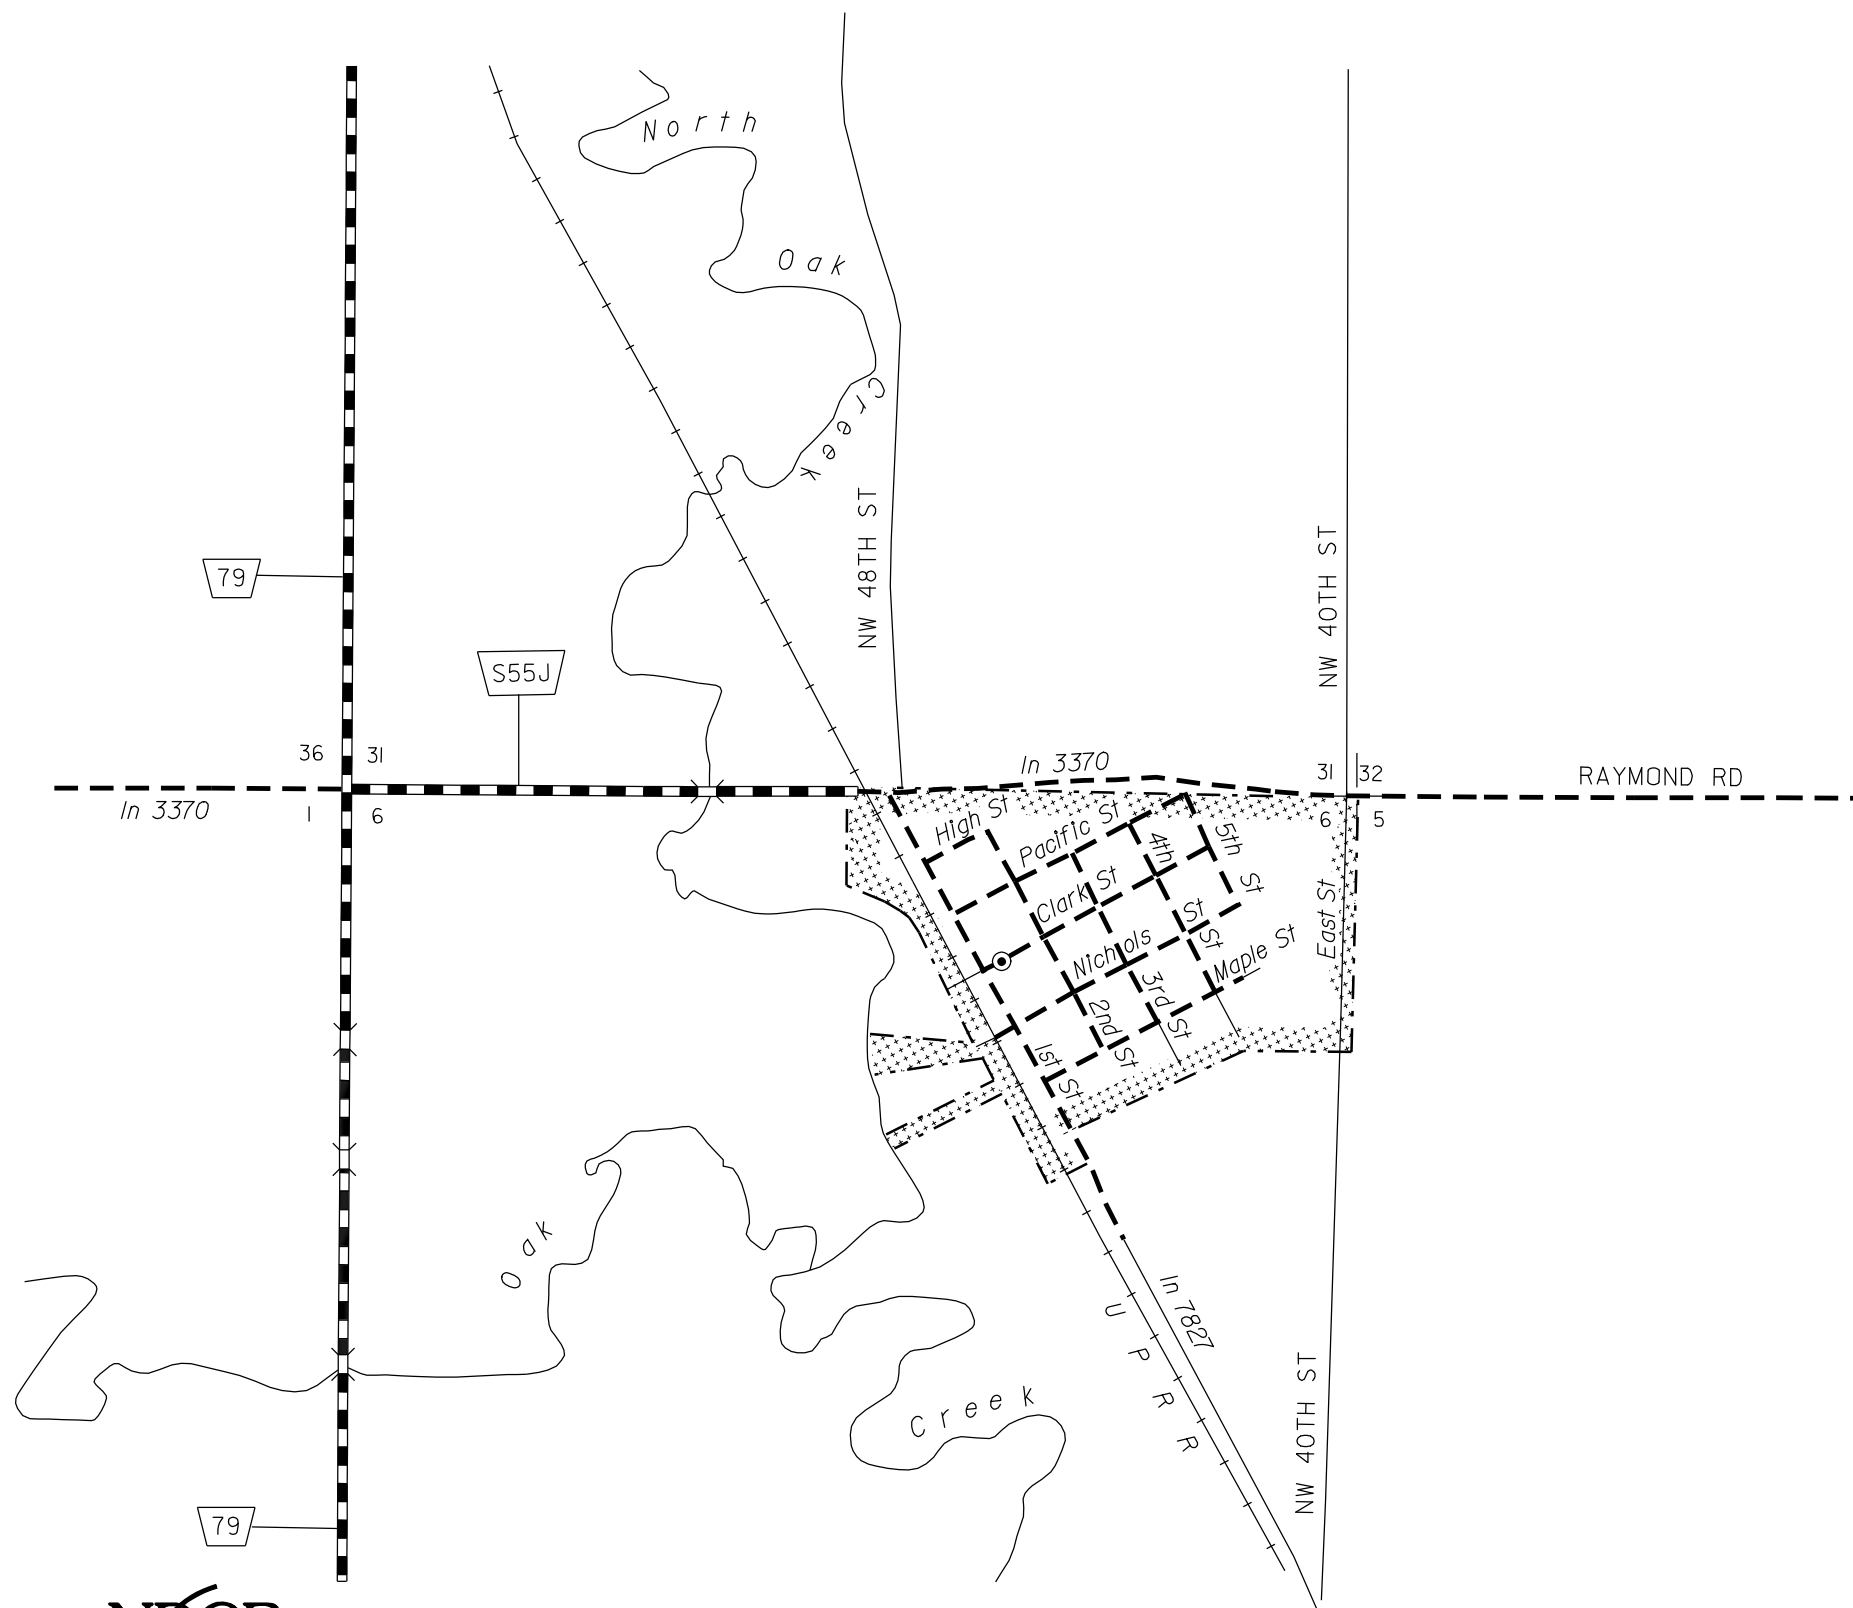 North
Oak
Creek
NW 48TH ST
NW 40TH ST
79
S55J
36
31
In 3370
31
32
RAYMOND RD
In 3370
1
6
6
5
High St
Pacific St
4th St
5th St
Clark St
Nichols St
Maple St
East St
3rd St
2nd St
1st St
Oak
In 7827
UPRR
Creek
NW 40TH ST
79